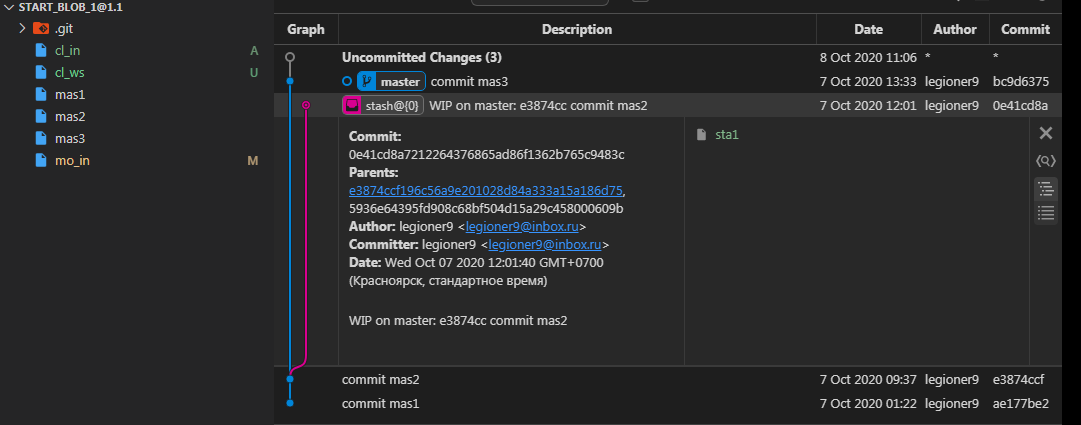 START_BLOB_1@1.1
.git
cl_in A
cl_ws U
mas1
mas2
mas3
mo_in M
Graph Description Date Author Commit
Uncommitted Changes (3) 8 Oct 2020 11:06 * *
master commit mas3 7 Oct 2020 13:33 legioner9 bc9d6375
stash@{0} WIP on master: e3874cc commit mas2 7 Oct 2020 12:01 legioner9 0e41cd8a
Commit:
0e41cd8a7212264376865ad86f1362b765c9483c
Parents:
e3874ccf196c56a9e201028d84a333a15a186d75,
5936e64395fd908c68bf504d15a29c458000609b
Author: legioner9 <legioner9@inbox.ru>
Committer: legioner9 <legioner9@inbox.ru>
Date: Wed Oct 07 2020 12:01:40 GMT+0700
(Красноярск, стандартное время)
WIP on master: e3874cc commit mas2
sta1
commit mas2 7 Oct 2020 09:37 legioner9 e3874ccf
commit mas1 7 Oct 2020 01:22 legioner9 ae177be2